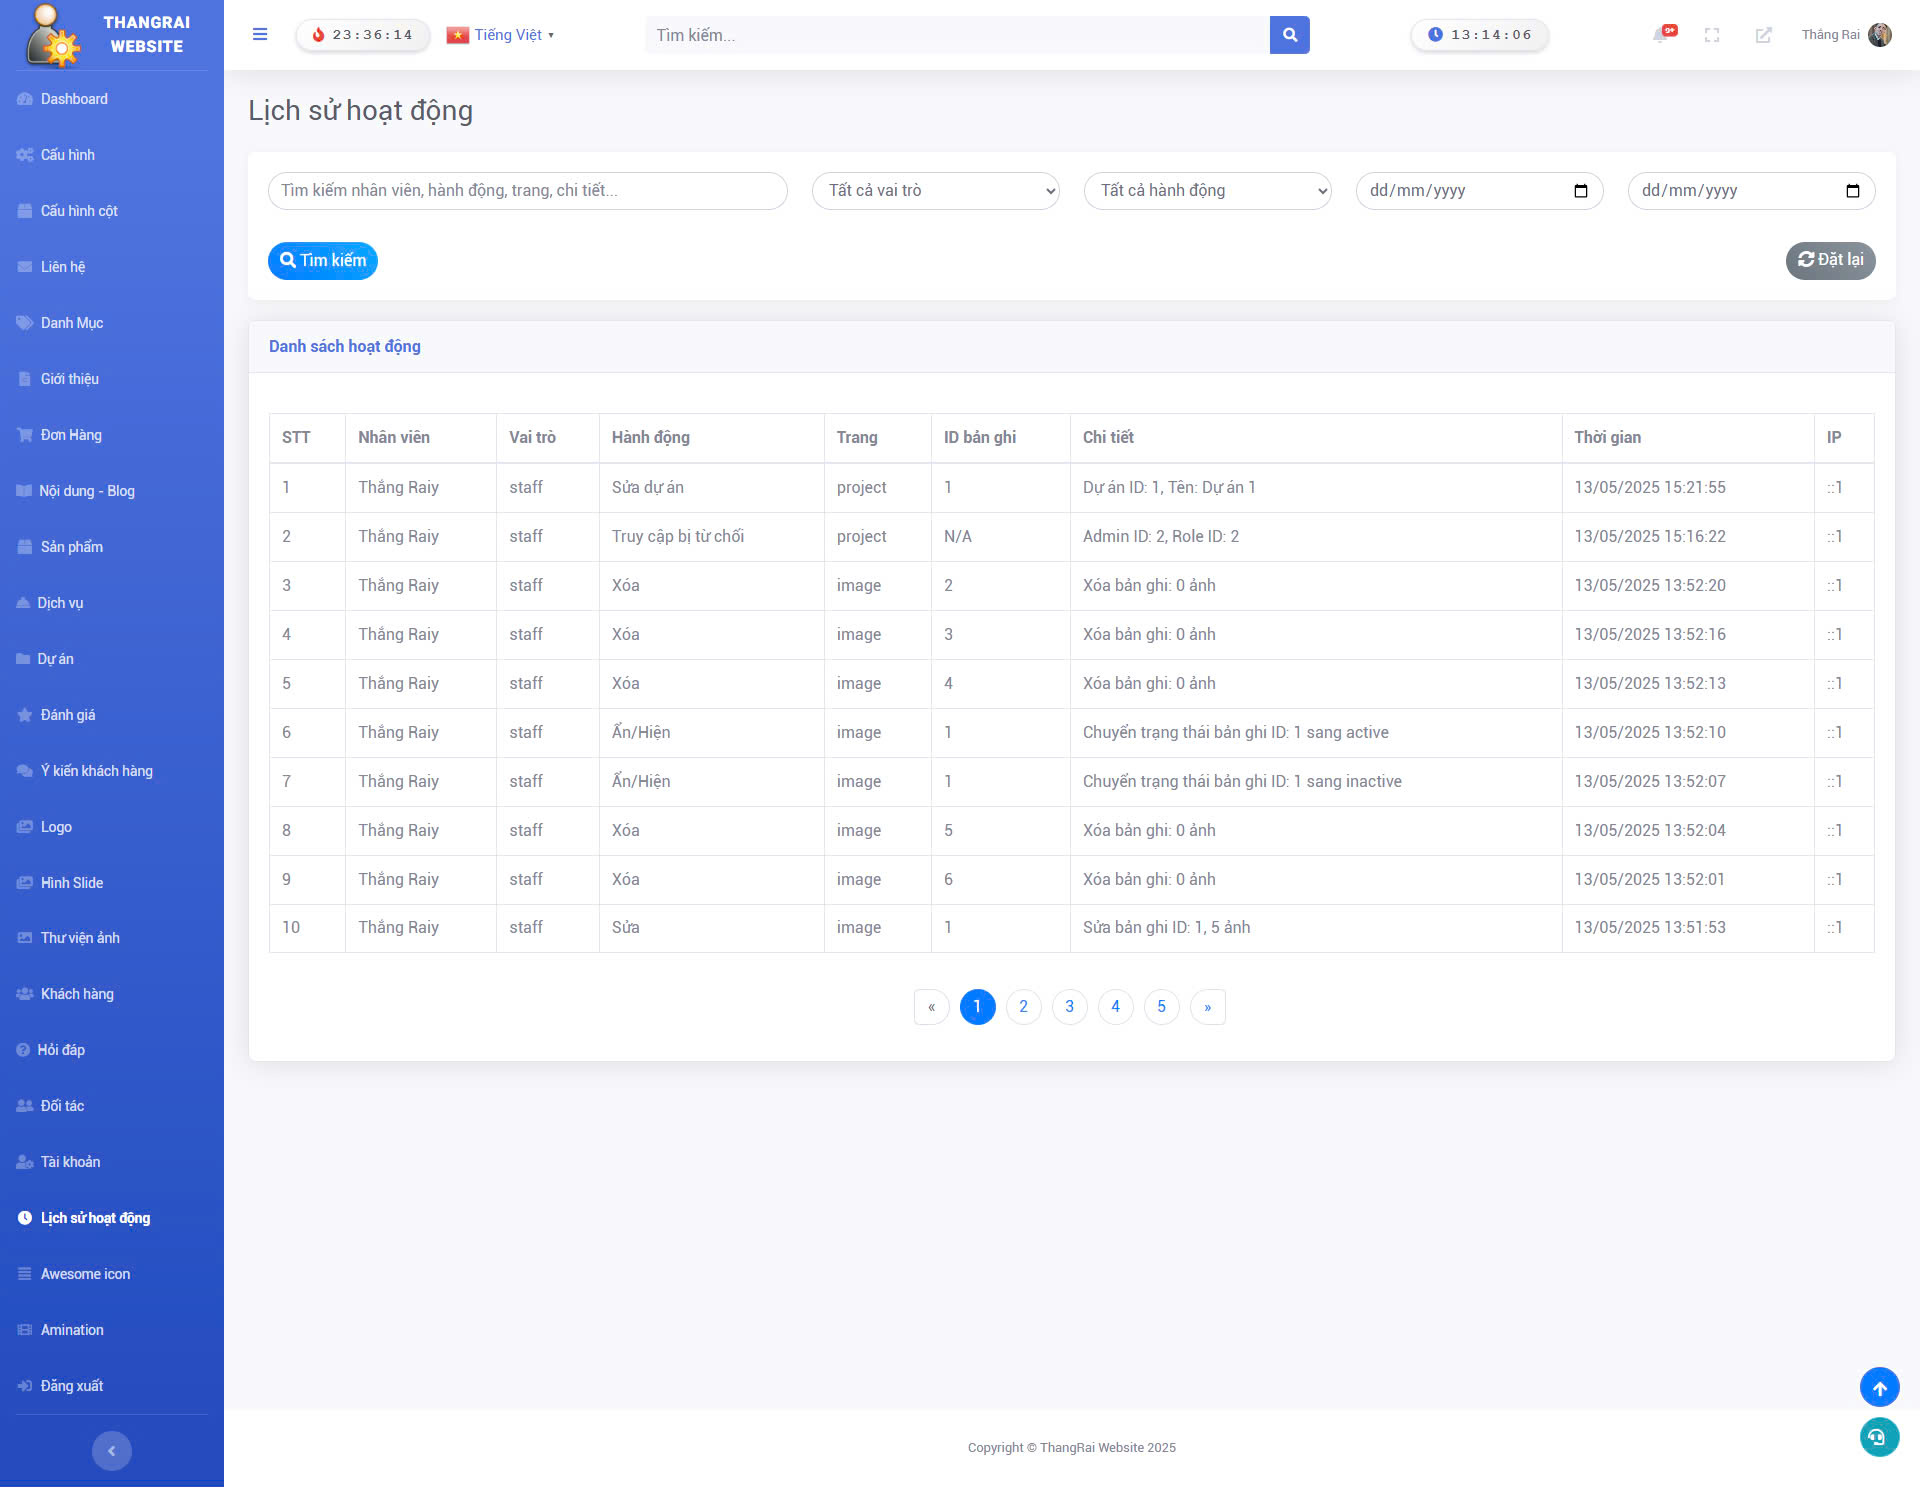 THANGRAI
WEBSITE
23:36:14
Tiếng Việt
Tìm kiếm...
13:14:06
9+
Thắng Rai
Dashboard
Cấu hình
Cấu hình cột
Liên hệ
Danh Mục
Giới thiệu
Đơn Hàng
Nội dung - Blog
Sản phẩm
Dịch vụ
Dự án
Đánh giá
Ý kiến khách hàng
Logo
Hình Slide
Thư viện ảnh
Khách hàng
Hỏi đáp
Đối tác
Tài khoản
Lịch sử hoạt động
Awesome icon
Amination
Đăng xuất
Lịch sử hoạt động
Tìm kiếm nhân viên, hành động, trang, chi tiết... Tất cả vai trò Tất cả hành động dd/mm/yyyy dd/mm/yyyy
Tìm kiếm Đặt lại
Danh sách hoạt động
STT Nhân viên Vai trò Hành động Trang ID bản ghi Chi tiết Thời gian IP
1 Thắng Raiy staff Sửa dự án project 1 Dự án ID: 1, Tên: Dự án 1 13/05/2025 15:21:55 ::1
2 Thắng Raiy staff Truy cập bị từ chối project N/A Admin ID: 2, Role ID: 2 13/05/2025 15:16:22 ::1
3 Thắng Raiy staff Xóa image 2 Xóa bản ghi: 0 ảnh 13/05/2025 13:52:20 ::1
4 Thắng Raiy staff Xóa image 3 Xóa bản ghi: 0 ảnh 13/05/2025 13:52:16 ::1
5 Thắng Raiy staff Xóa image 4 Xóa bản ghi: 0 ảnh 13/05/2025 13:52:13 ::1
6 Thắng Raiy staff Ẩn/Hiện image 1 Chuyển trạng thái bản ghi ID: 1 sang active 13/05/2025 13:52:10 ::1
7 Thắng Raiy staff Ẩn/Hiện image 1 Chuyển trạng thái bản ghi ID: 1 sang inactive 13/05/2025 13:52:07 ::1
8 Thắng Raiy staff Xóa image 5 Xóa bản ghi: 0 ảnh 13/05/2025 13:52:04 ::1
9 Thắng Raiy staff Xóa image 6 Xóa bản ghi: 0 ảnh 13/05/2025 13:52:01 ::1
10 Thắng Raiy staff Sửa image 1 Sửa bản ghi ID: 1, 5 ảnh 13/05/2025 13:51:53 ::1
« 1 2 3 4 5 »
Copyright © ThangRai Website 2025